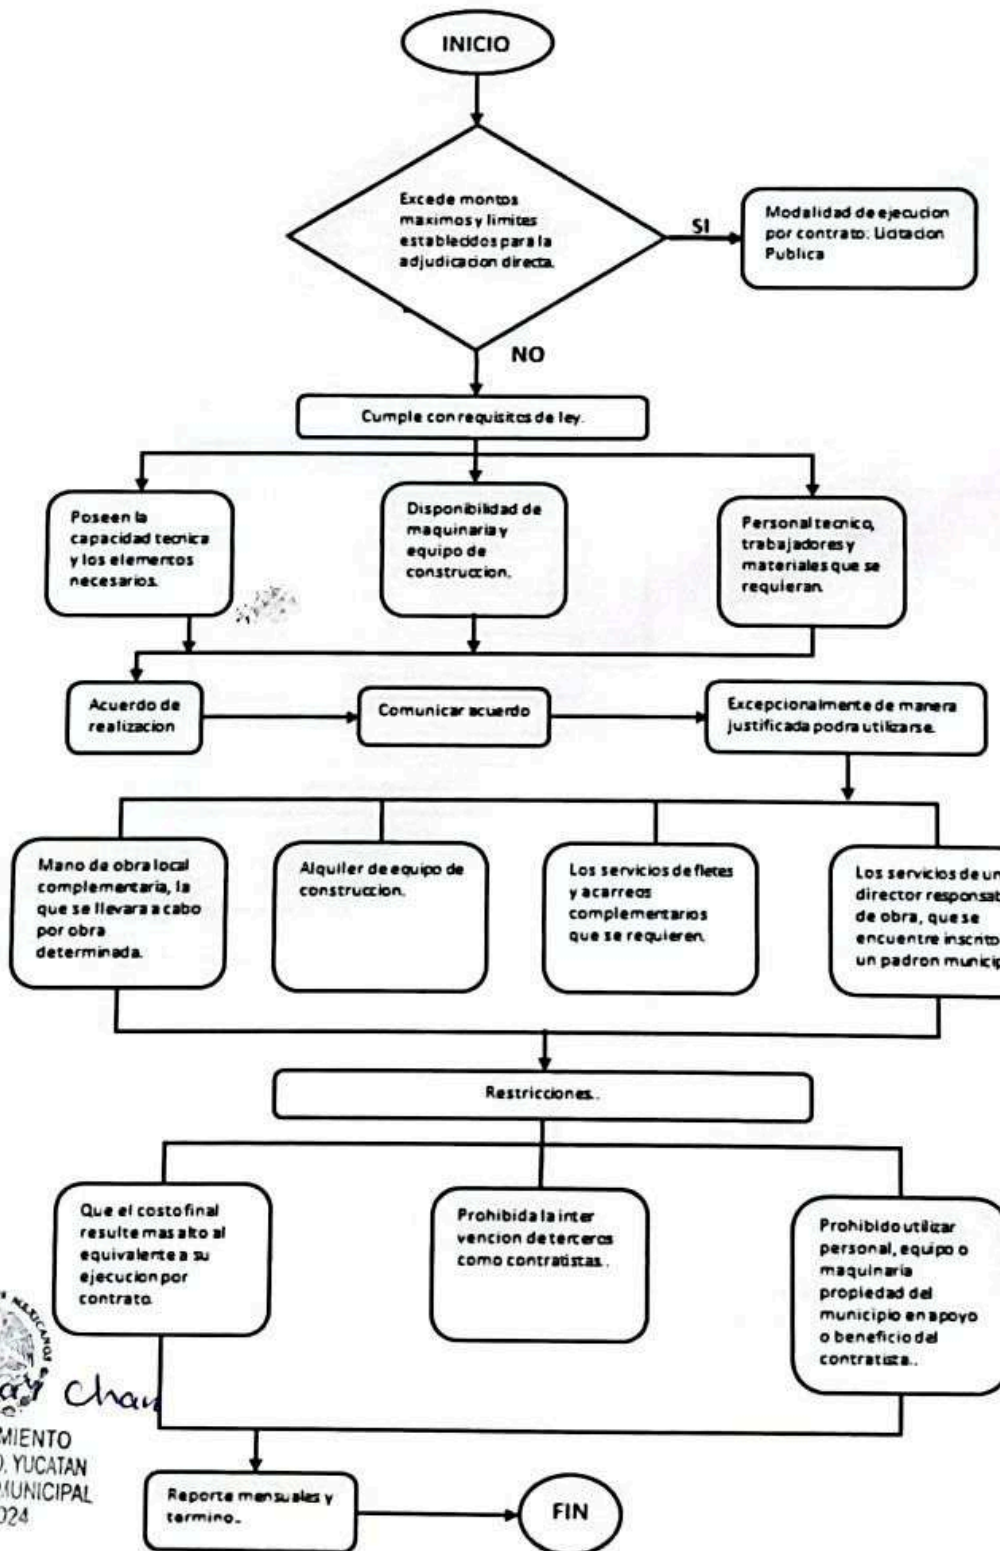 INICIO
Excede montos
maximos y limites
establecidos para la
adjudicacion directa.
SI
Modalidad de ejecucion
por contrato: Licitacion
Publica
NO
Cumple con requisitos de ley.
Poseen la
capacidad tecnica
y los elementos
necesarios.
Disponibilidad de
maquinaria y
equipo de
construccion.
Personal tecnico,
trabajadores y
materiales que se
requieran.
Acuerdo de
realizacion
Comunicar acuerdo
Excepcionalmente de manera
justificada podra utilizarse.
Mano de obra local
complementaria, la
que se llevara a cabo
por obra
determinada.
Alquiler de equipo de
construccion.
Los servicios de fletes
y acarreos
complementarios
que se requieren.
Los servicios de un
director responsab
de obra, que se
encuentre inscrito
un padron municip
Restricciones..
Que el costo final
resulte mas alto al
equivalente a su
ejecucion por
contrato.
Prohibida la inter
vencion de terceros
como contratistas..
Prohibido utilizar
personal, equipo o
maquinaria
propiedad del
municipio en apoyo
o beneficio del
contratista..
MEXICANOS
Chan
MIENTO
O, YUCATAN
MUNICIPAL
024
Reporte mensuales y
termino..
FIN